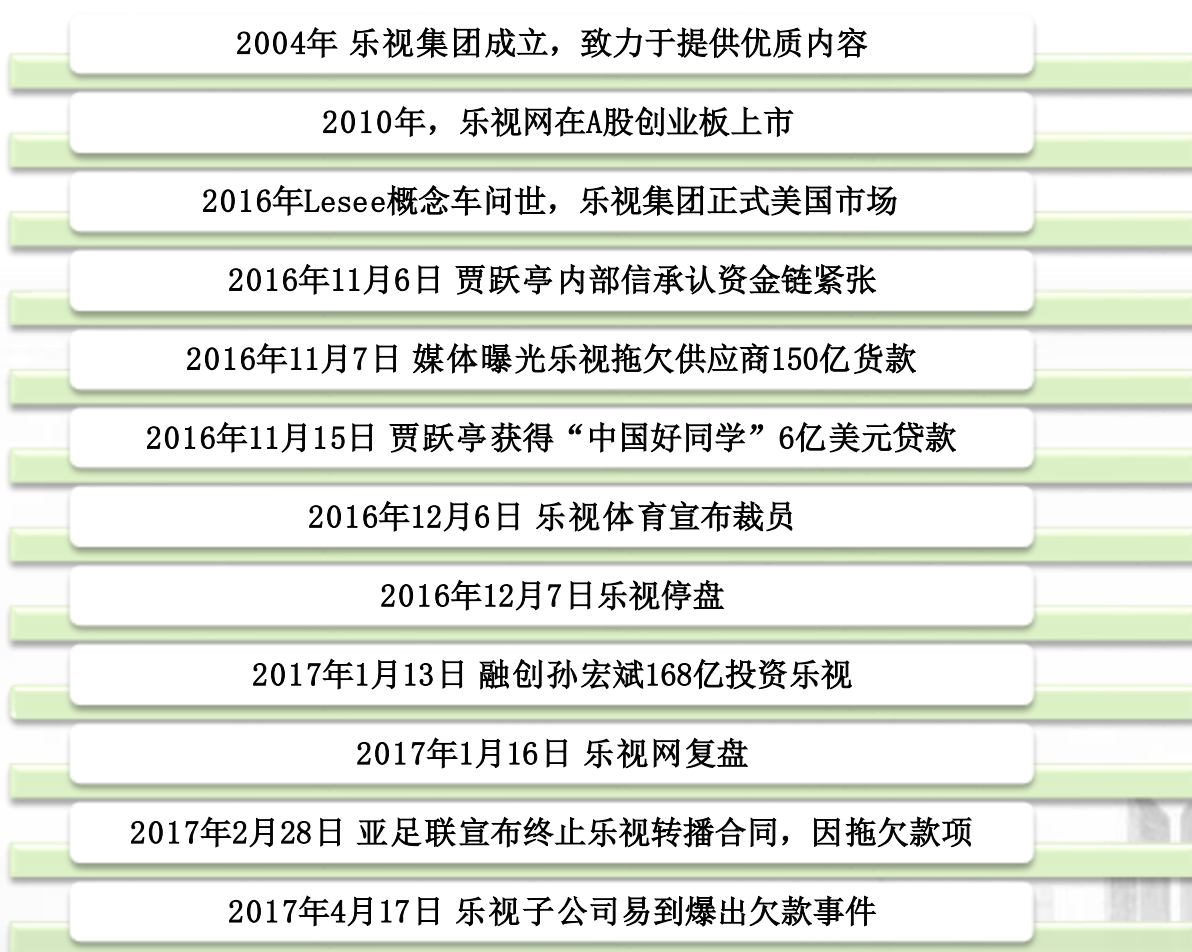 2004年 乐视集团成立，致力于提供优质内容
2010年，乐视网在A股创业板上市
2016年Lesee概念车问世，乐视集团正式美国市场
2016年11月6日 贾跃亭内部信承认资金链紧张
2016年11月7日 媒体曝光乐视拖欠供应商150亿货款
2016年11月15日 贾跃亭获得“中国好同学”6亿美元贷款
2016年12月6日 乐视体育宣布裁员
2016年12月7日乐视停盘
2017年1月13日 融创孙宏斌168亿投资乐视
2017年1月16日 乐视网复盘
2017年2月28日 亚足联宣布终止乐视转播合同，因拖欠款项
2017年4月17日 乐视子公司易到爆出欠款事件